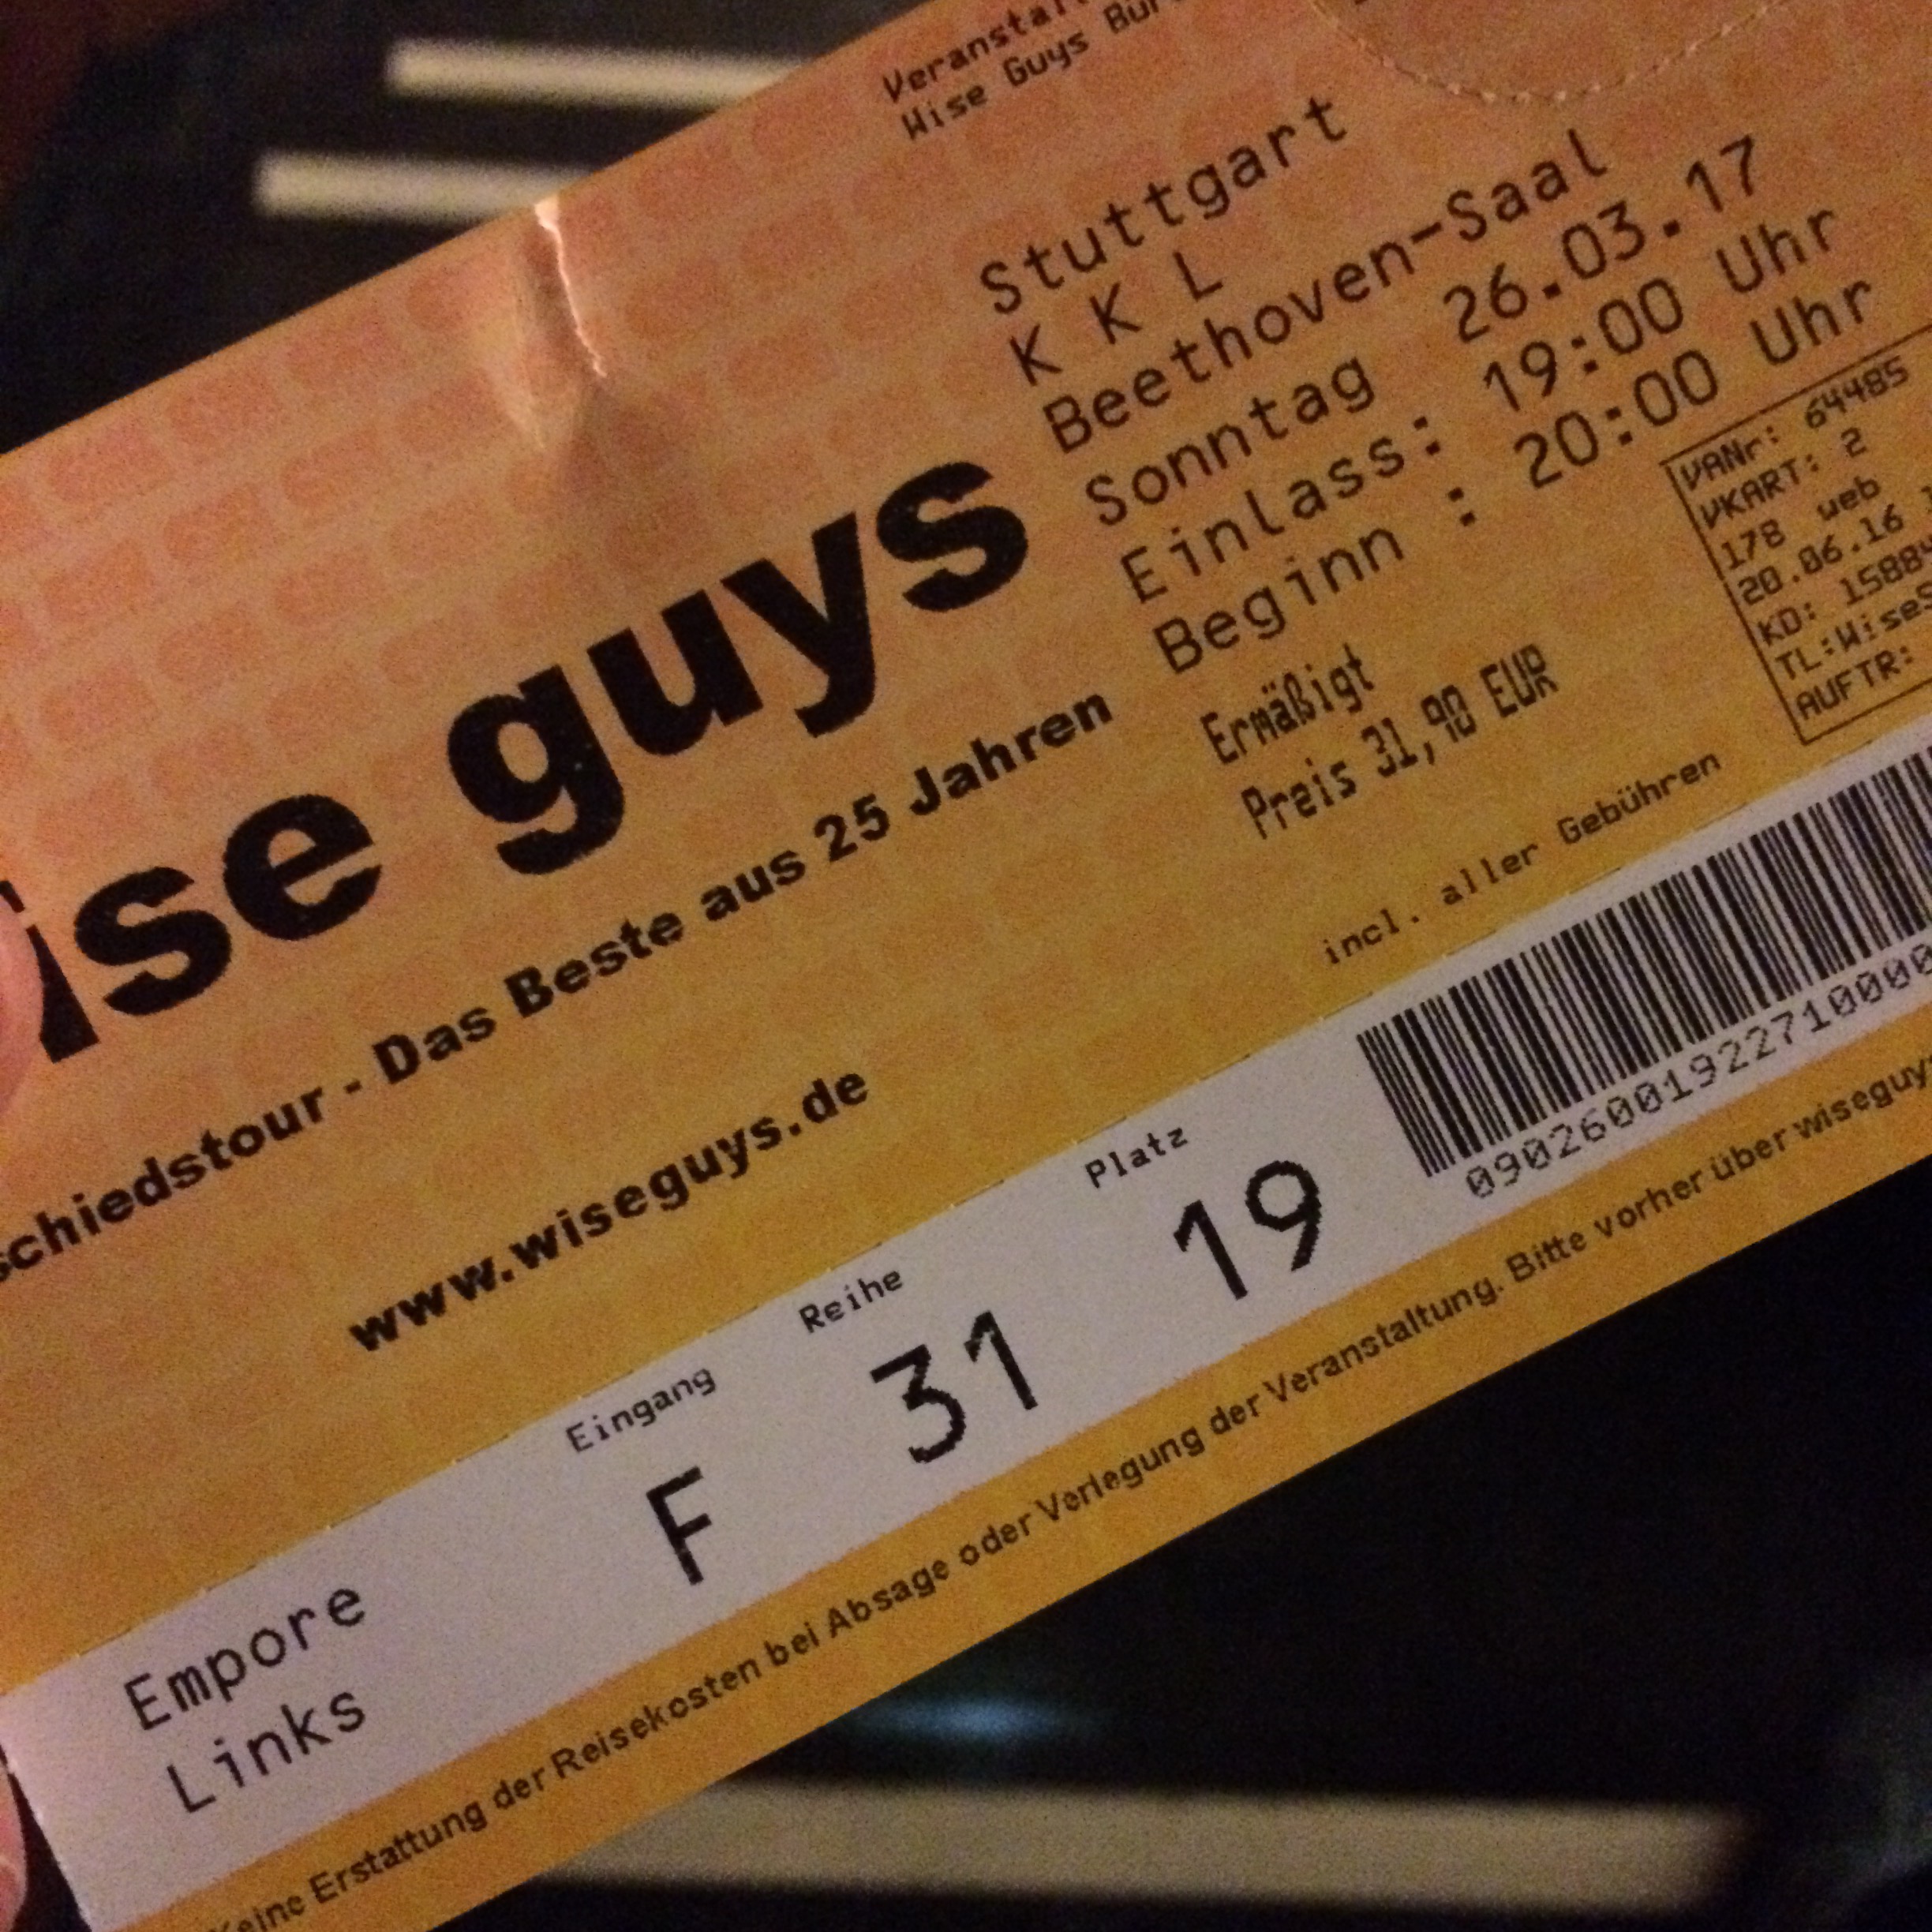 Wise Guys
Stuttgart
K K L
Beethoven-Saal
Sonntag 26.03.17
Einlass: 19:00 Uhr
Beginn : 20:00 Uhr
Ermäßigt
Preis 31,90 EUR
incl. aller Gebühren
ise guys
schiedstour - Das Beste aus 25 Jahren
www.wiseguys.de
VANr: 64485
VKART: 2
178 web
20.06.16
KD: 15884
TL:Wise
AUFTR:
Empore
Links
Eingang
F
Reihe
31
Platz
19
0902600192271000
Keine Erstattung der Reisekosten bei Absage oder Verlegung der Veranstaltung. Bitte vorher über wiseguy